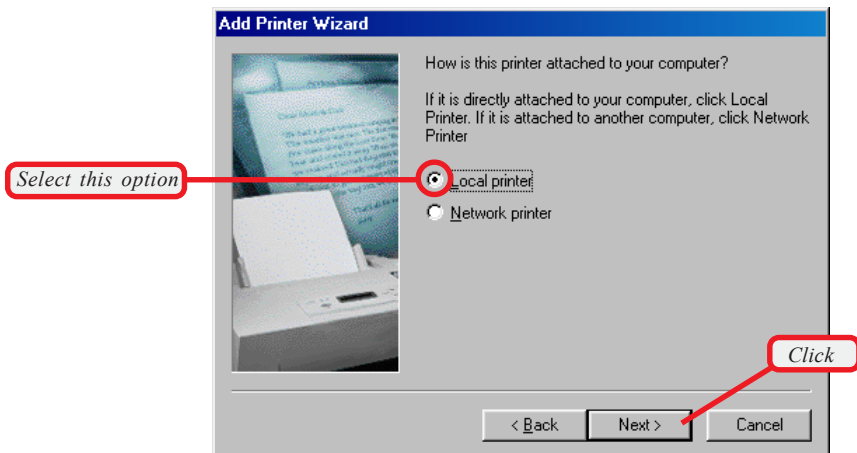 Add Printer Wizard
How is this printer attached to your computer?
If it is directly attached to your computer, click Local
Printer. If it is attached to another computer, click Network
Printer
Select this option
Local printer
Network printer
Click
< Back
Next >
Cancel